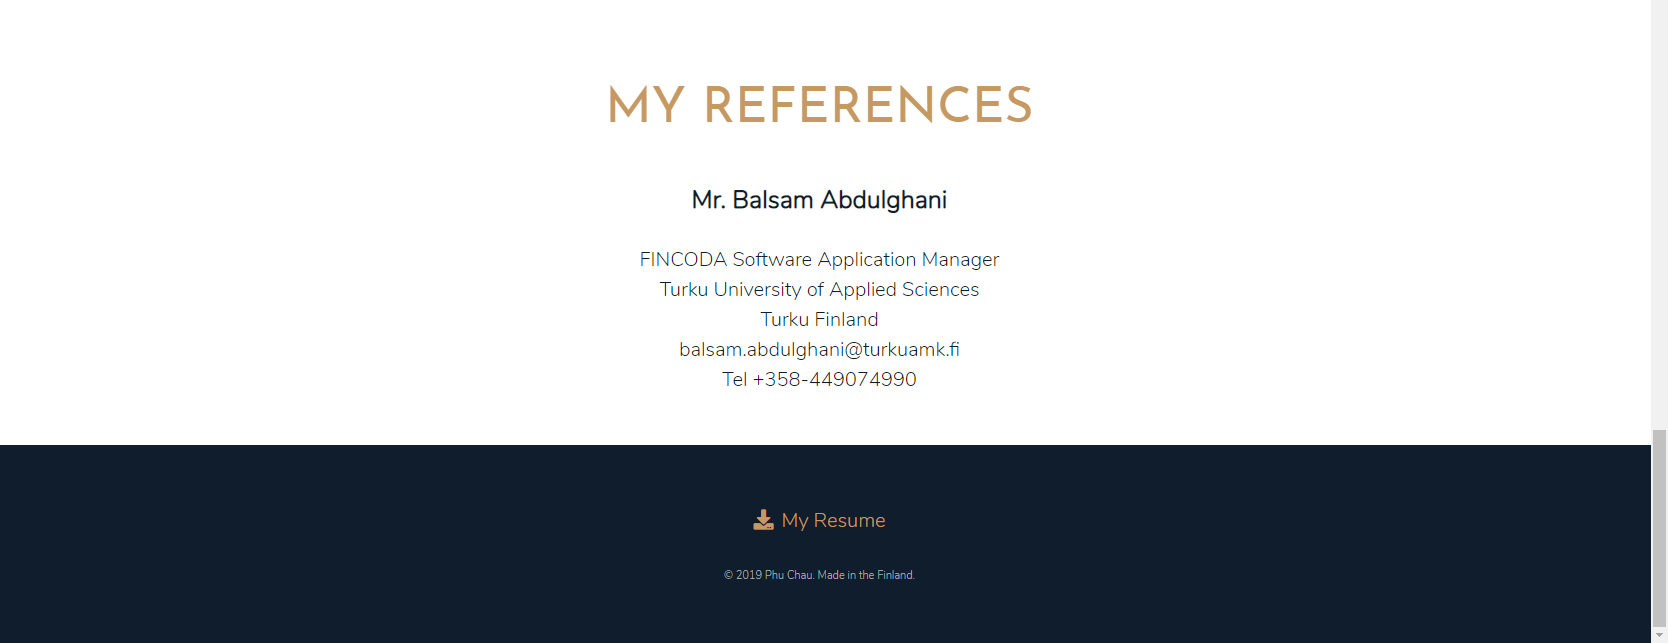 MY REFERENCES
Mr. Balsam Abdulghani
FINCODA Software Application Manager
Turku University of Applied Sciences
Turku Finland
balsam.abdulghani@turkuamk.fi
Tel +358-449074990
My Resume
© 2019 Phu Chau. Made in the Finland.